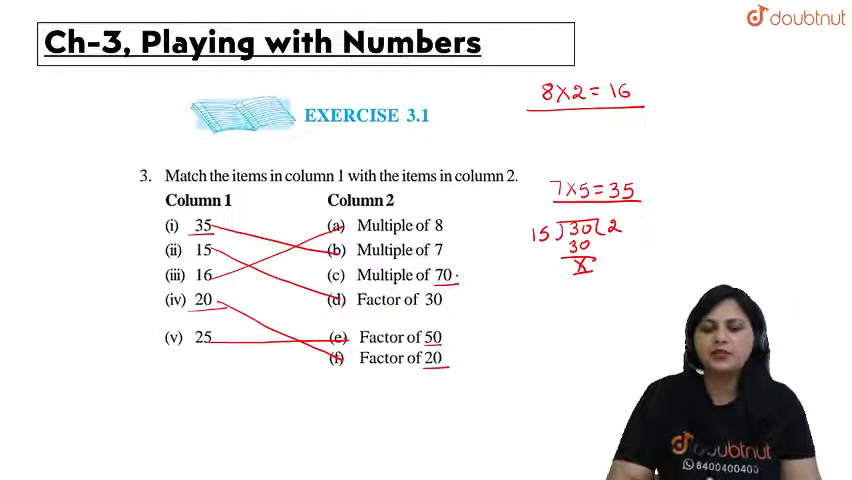 Ch-3, Playing with Numbers
doubtnut
EXERCISE 3.1
8×2=16
3. Match the items in column 1 with the items in column 2.
Column 1 Column 2
(i) 35 (a) Multiple of 8
(ii) 15 (b) Multiple of 7
(iii) 16 (c) Multiple of 70
(iv) 20 (d) Factor of 30
(v) 25 (e) Factor of 50
(f) Factor of 20
7×5=35
15)30(2
30
x
doubtnut
8400400400